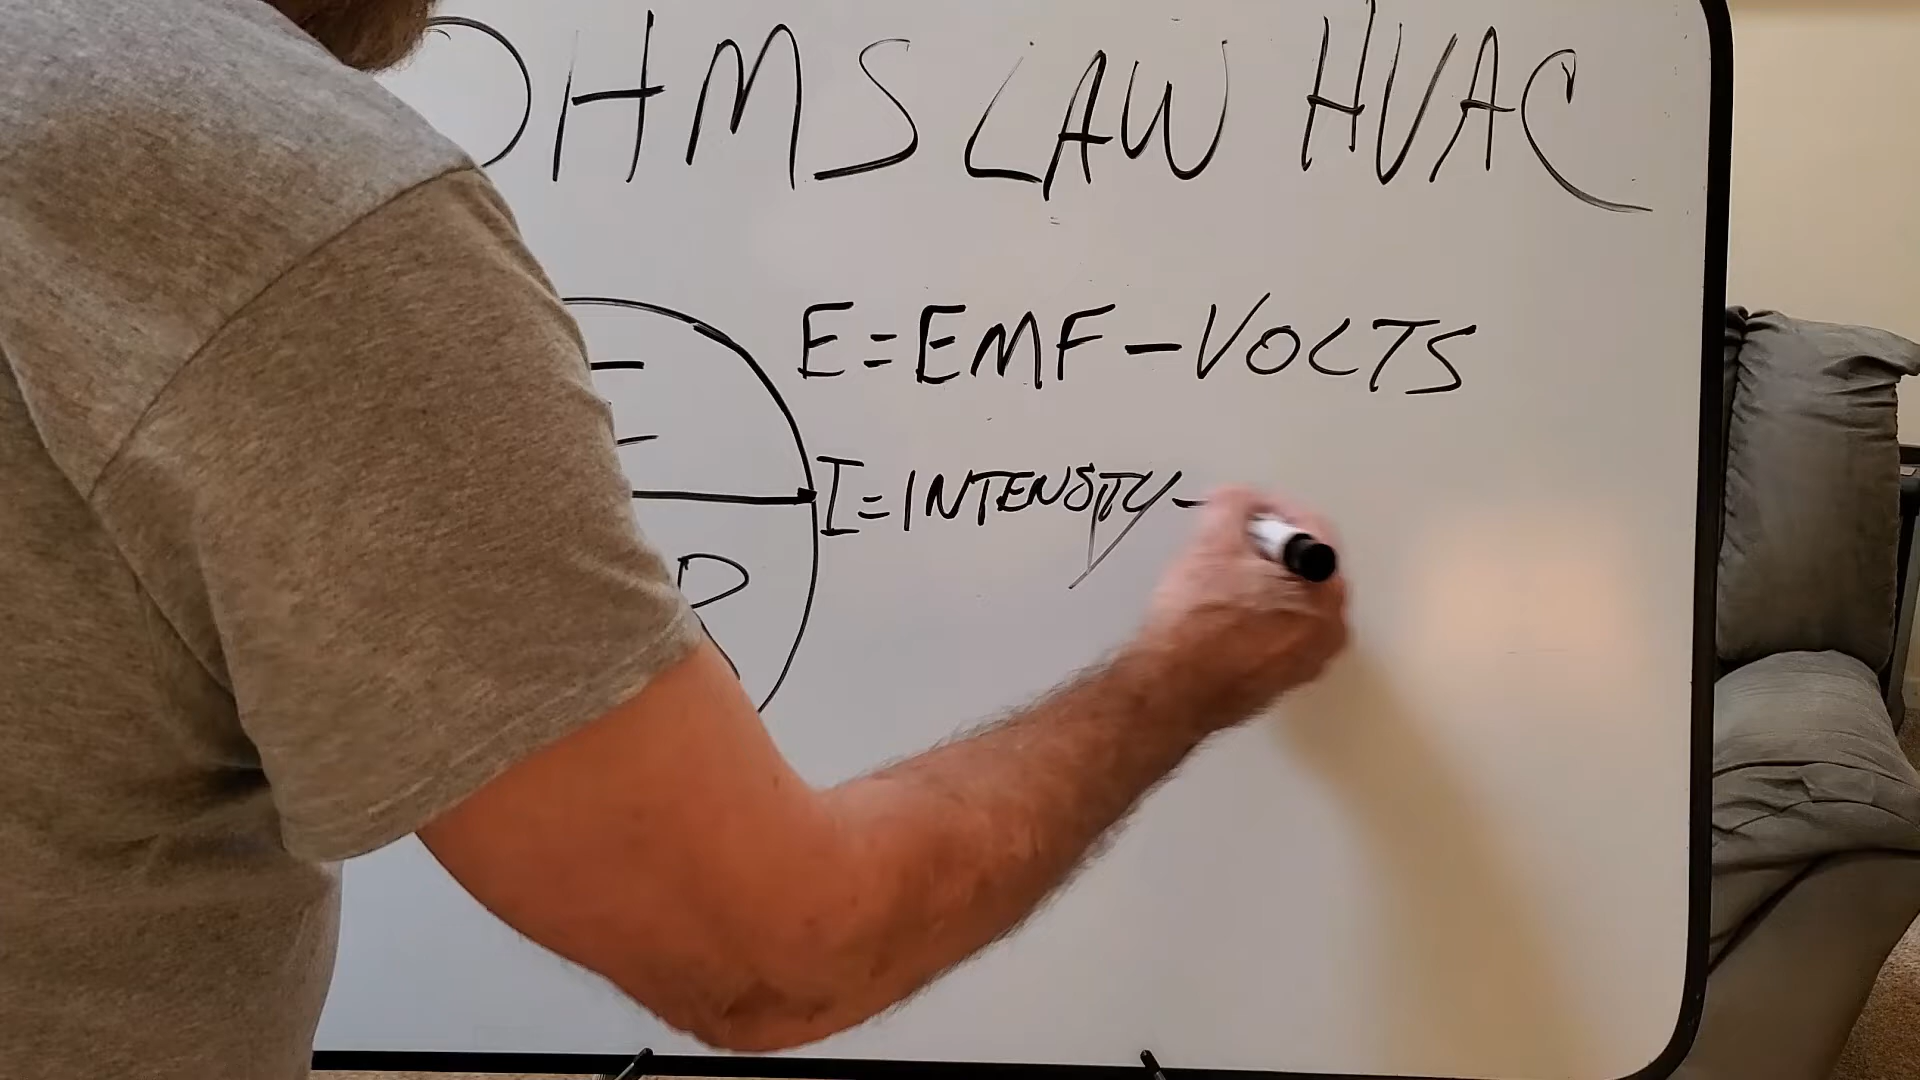 OHMS LAW HVAC
E=EMF-VOLTS
I=INTENSITY-
R